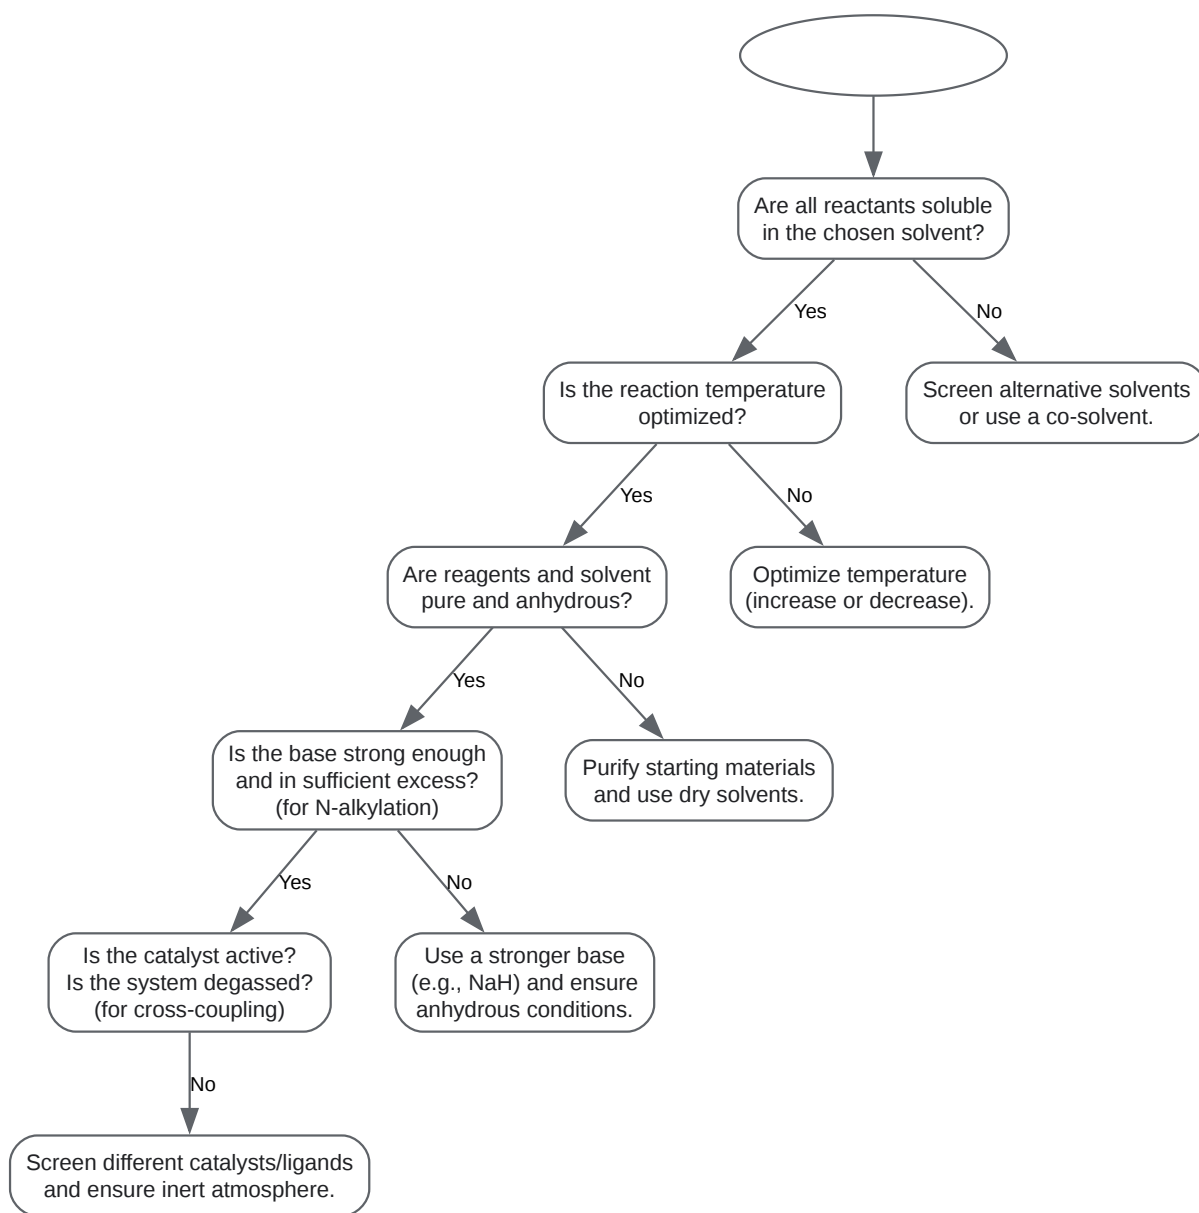 Are all reactants soluble
in the chosen solvent?
Yes
No
Is the reaction temperature
optimized?
Screen alternative solvents
or use a co-solvent.
Yes
No
Are reagents and solvent
pure and anhydrous?
Optimize temperature
(increase or decrease).
Yes
No
Is the base strong enough
and in sufficient excess?
(for N-alkylation)
Purify starting materials
and use dry solvents.
Yes
No
Is the catalyst active?
Is the system degassed?
(for cross-coupling)
Use a stronger base
(e.g., NaH) and ensure
anhydrous conditions.
No
Screen different catalysts/ligands
and ensure inert atmosphere.